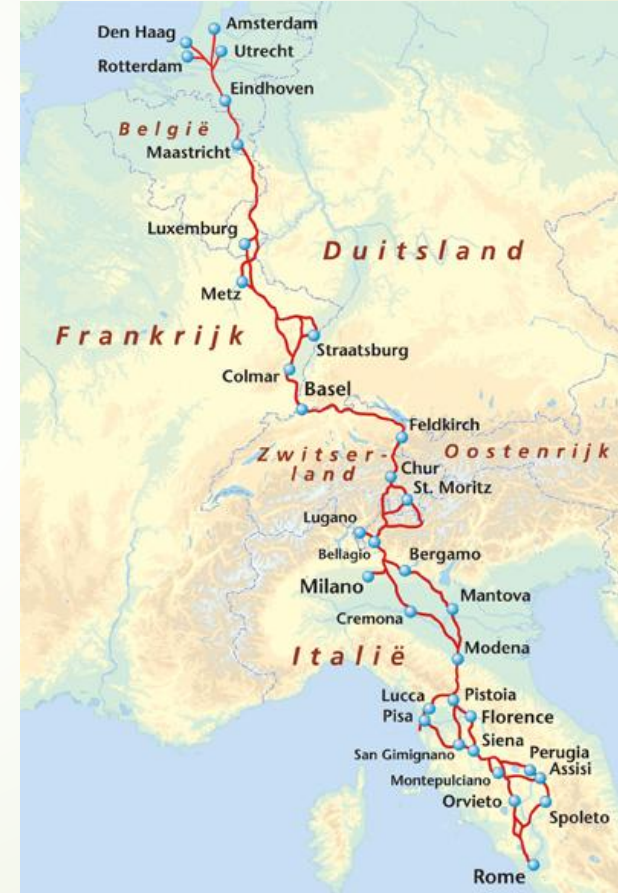 Amsterdam
Den Haag
Utrecht
Rotterdam
Eindhoven
België
Maastricht
Luxemburg
Duitsland
Metz
Frankrijk
Straatsburg
Colmar
Basel
Feldkirch
Zwitser-
land
Oostenrijk
Chur
St. Moritz
Lugano
Bellagio
Bergamo
Milano
Mantova
Cremona
Italië
Modena
Lucca
Pistoia
Pisa
Florence
Siena
San Gimignano
Perugia
Assisi
Montepulciano
Orvieto
Spoleto
Rome